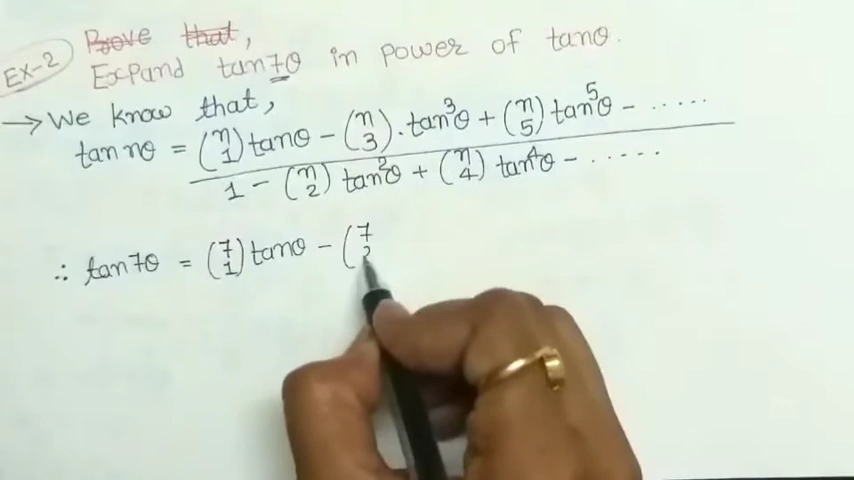 EX-2 Prove that,
Expand tan7θ in power of tanθ.
→ We know that,
tan nθ = (n 1) tanθ - (n 3) . tan³θ + (n 5) tan⁵θ - ......
1 - (n 2) tan²θ + (n 4) tan⁴θ - ......
∴ tan7θ = (7 1) tanθ - (7